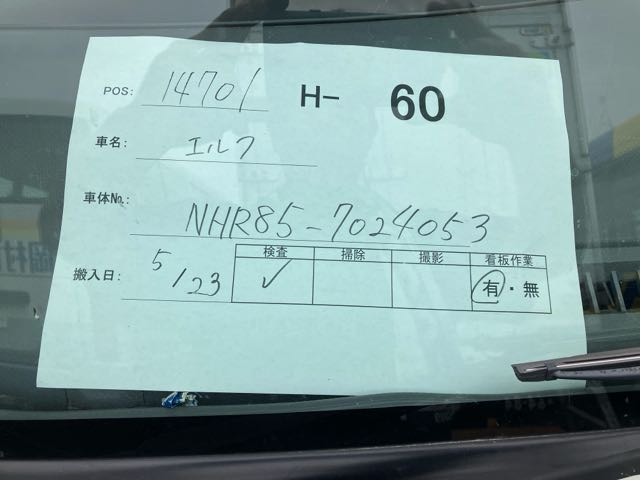 POS: 14701 H- 60
車名: エルフ
車体No.: NHR85-7024053
検査 掃除 撮影 看板作業
搬入日: 5/23 ✓ 有・無